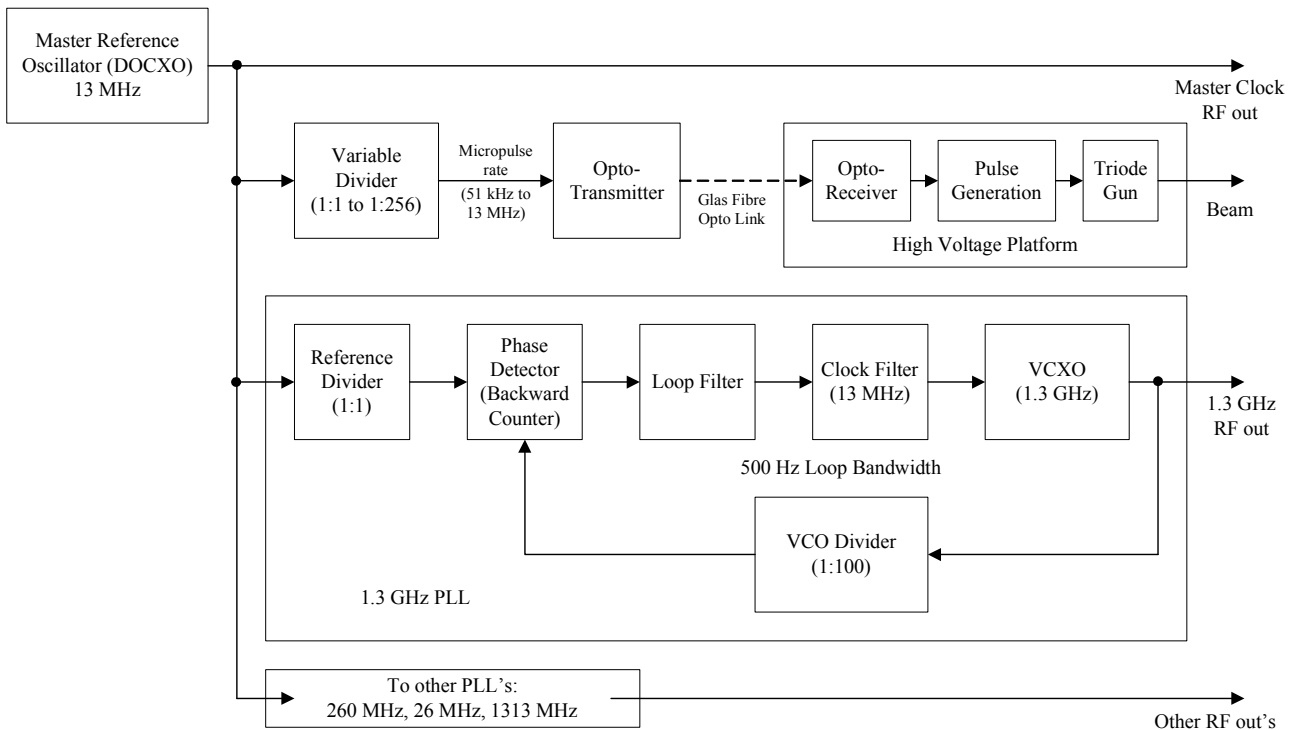 Master Reference
Oscillator (DOCXO)
13 MHz
Master Clock
RF out
Variable
Divider
(1:1 to 1:256)
Micropulse
rate
(51 kHz to
13 MHz)
Opto-
Transmitter
Glas Fibre
Opto Link
Opto-
Receiver
Pulse
Generation
Triode
Gun
High Voltage Platform
Beam
Reference
Divider
(1:1)
Phase
Detector
(Backward
Counter)
Loop Filter
Clock Filter
(13 MHz)
VCXO
(1.3 GHz)
1.3 GHz
RF out
500 Hz Loop Bandwidth
VCO Divider
(1:100)
1.3 GHz PLL
To other PLL’s:
260 MHz, 26 MHz, 1313 MHz
Other RF out’s